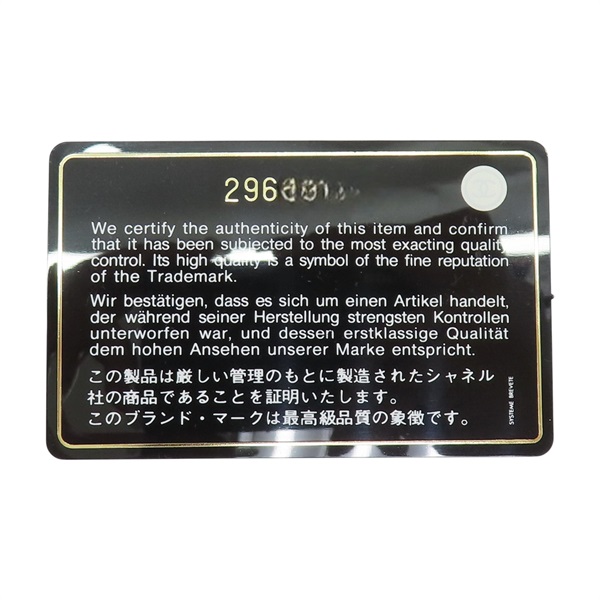 We certify the authenticity of this item and confirm
that it has been subjected to the most exacting quality
control. Its high quality is a symbol of the fine reputation
of the Trademark.
Wir bestätigen, dass es sich um einen Artikel handelt,
der während seiner Herstellung strengsten Kontrollen
unterworfen war, und dessen erstklassige Qualität
dem hohen Ansehen unserer Marke entspricht.
この製品は厳しい管理のもとに製造されたシャネル
社の商品であることを証明いたします。
このブランド・マークは最高級品質の象徴です。
SYSTEME BREVETE